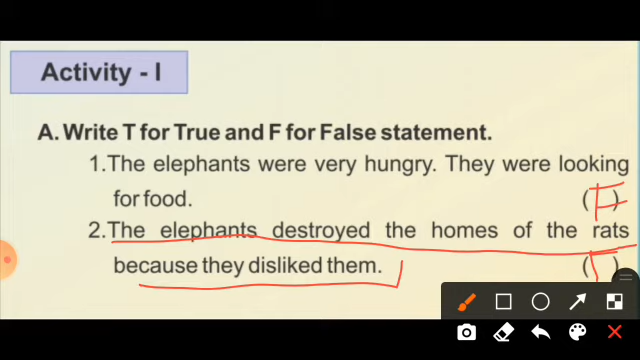 Activity - I
A. Write T for True and F for False statement.
1. The elephants were very hungry. They were looking
for food. (F)
2. The elephants destroyed the homes of the rats
because they disliked them. ( )